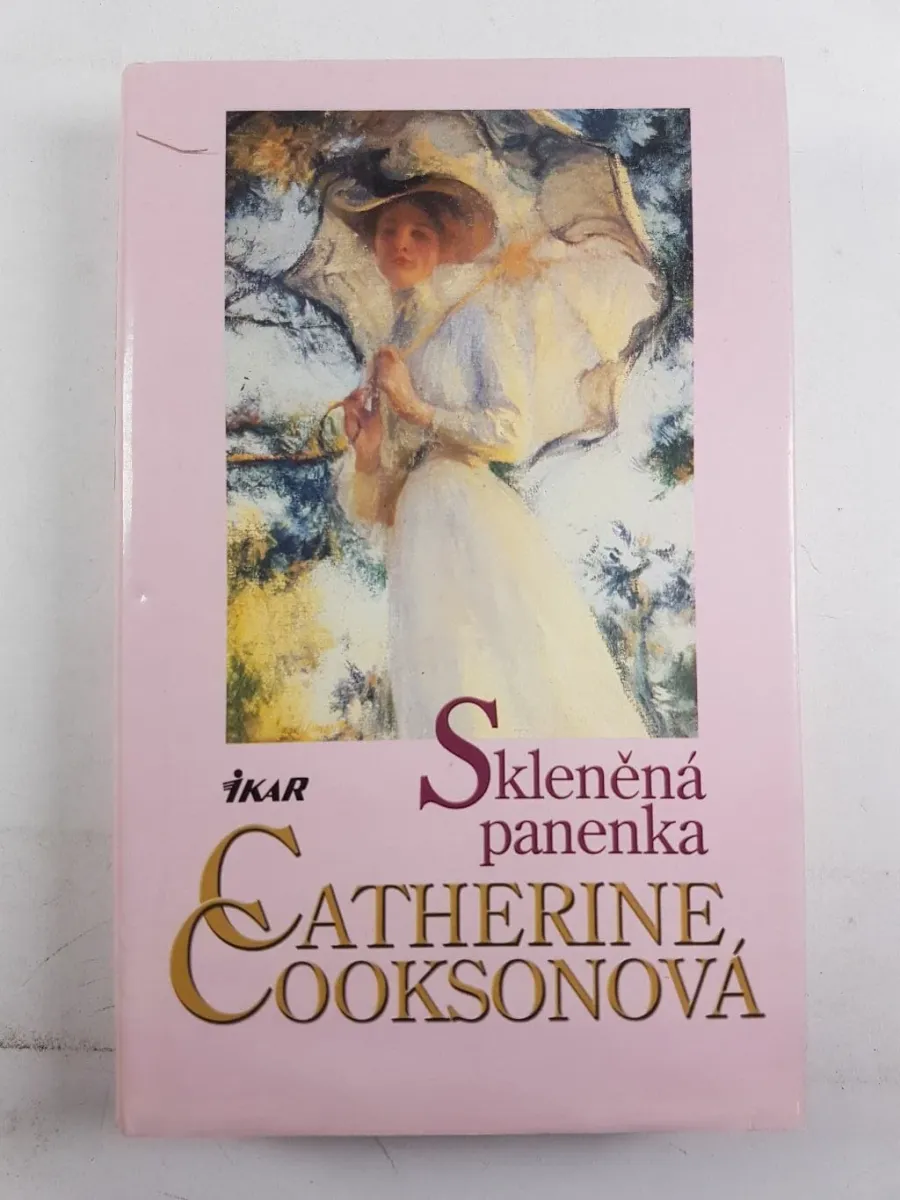 Skleněná
panenka
iKAR
CATHERINE
COOKSONOVÁ